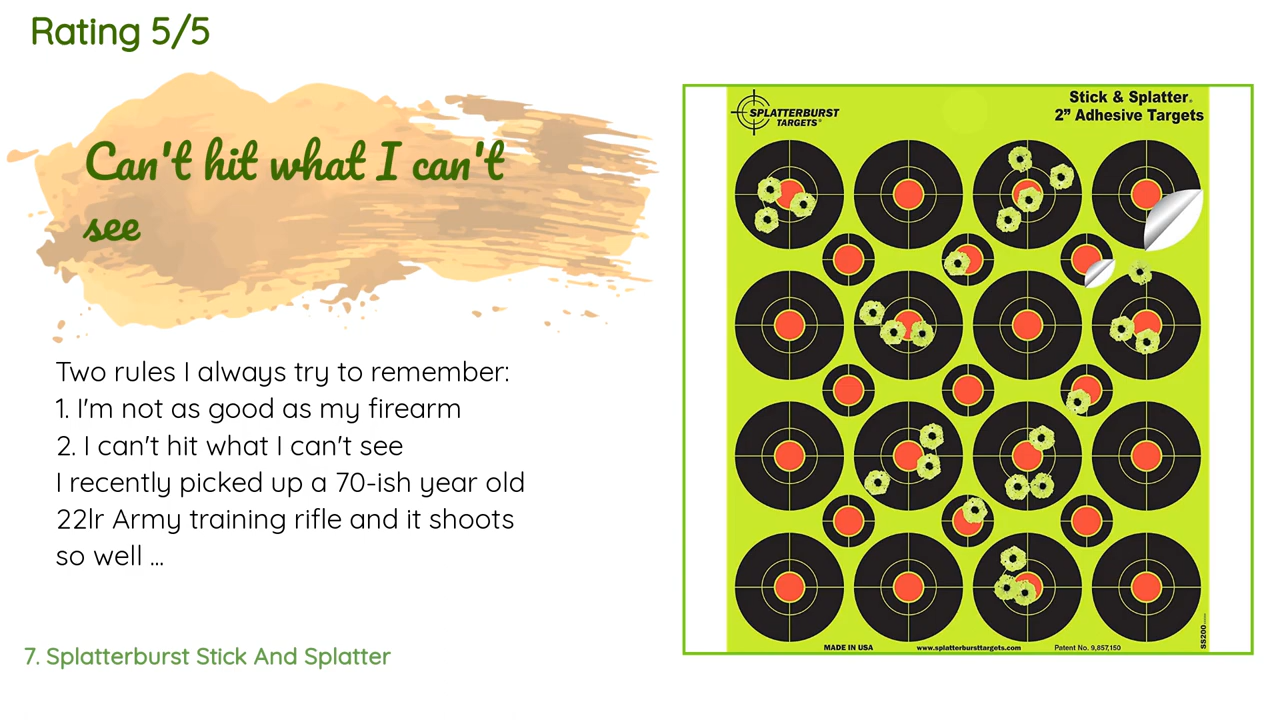 Rating 5/5
Can't hit what I can't
see
Two rules I always try to remember:
1. I'm not as good as my firearm
2. I can't hit what I can't see
I recently picked up a 70-ish year old
22lr Army training rifle and it shoots
so well ...
7. Splatterburst Stick And Splatter
SPLATTERBURST
TARGETS®
Stick & Splatter®
2” Adhesive Targets
MADE IN USA
www.splatterbursttargets.com
Patent No. 9,857,150
SS200